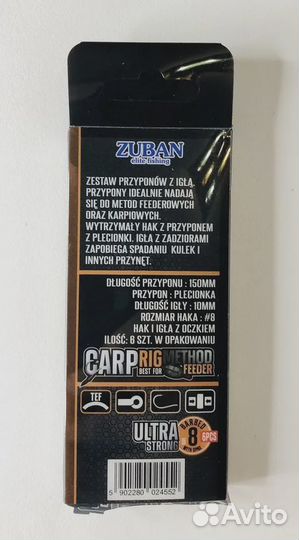 ZUBAN
elite fishing
ZESTAW PRZYPONÓW Z IGŁĄ.
PRZYPONY IDEALNIE NADAJĄ
SIĘ DO METOD FEEDEROWYCH
ORAZ KARPIOWYCH.
WYTRZYMAŁY HAK Z PRZYPONEM
Z PLECIONKI. IGŁA Z ZADZIORAMI
ZAPOBIEGA SPADANIU KULEK I
INNYCH PRZYNĘT.
DŁUGOŚĆ PRZYPONU : 150MM
PRZYPON : PLECIONKA
DŁUGOŚĆ IGŁY : 10MM
ROZMIAR HAKA : #8
HAK I IGŁA Z OCZKIEM
ILOŚĆ: 6 SZT. W OPAKOWANIU
CARP RIG METHOD
BEST FOR FEEDER
TEF
ULTRA
STRONG
BARBED
8
6PCS
5 902280 024552
Avito